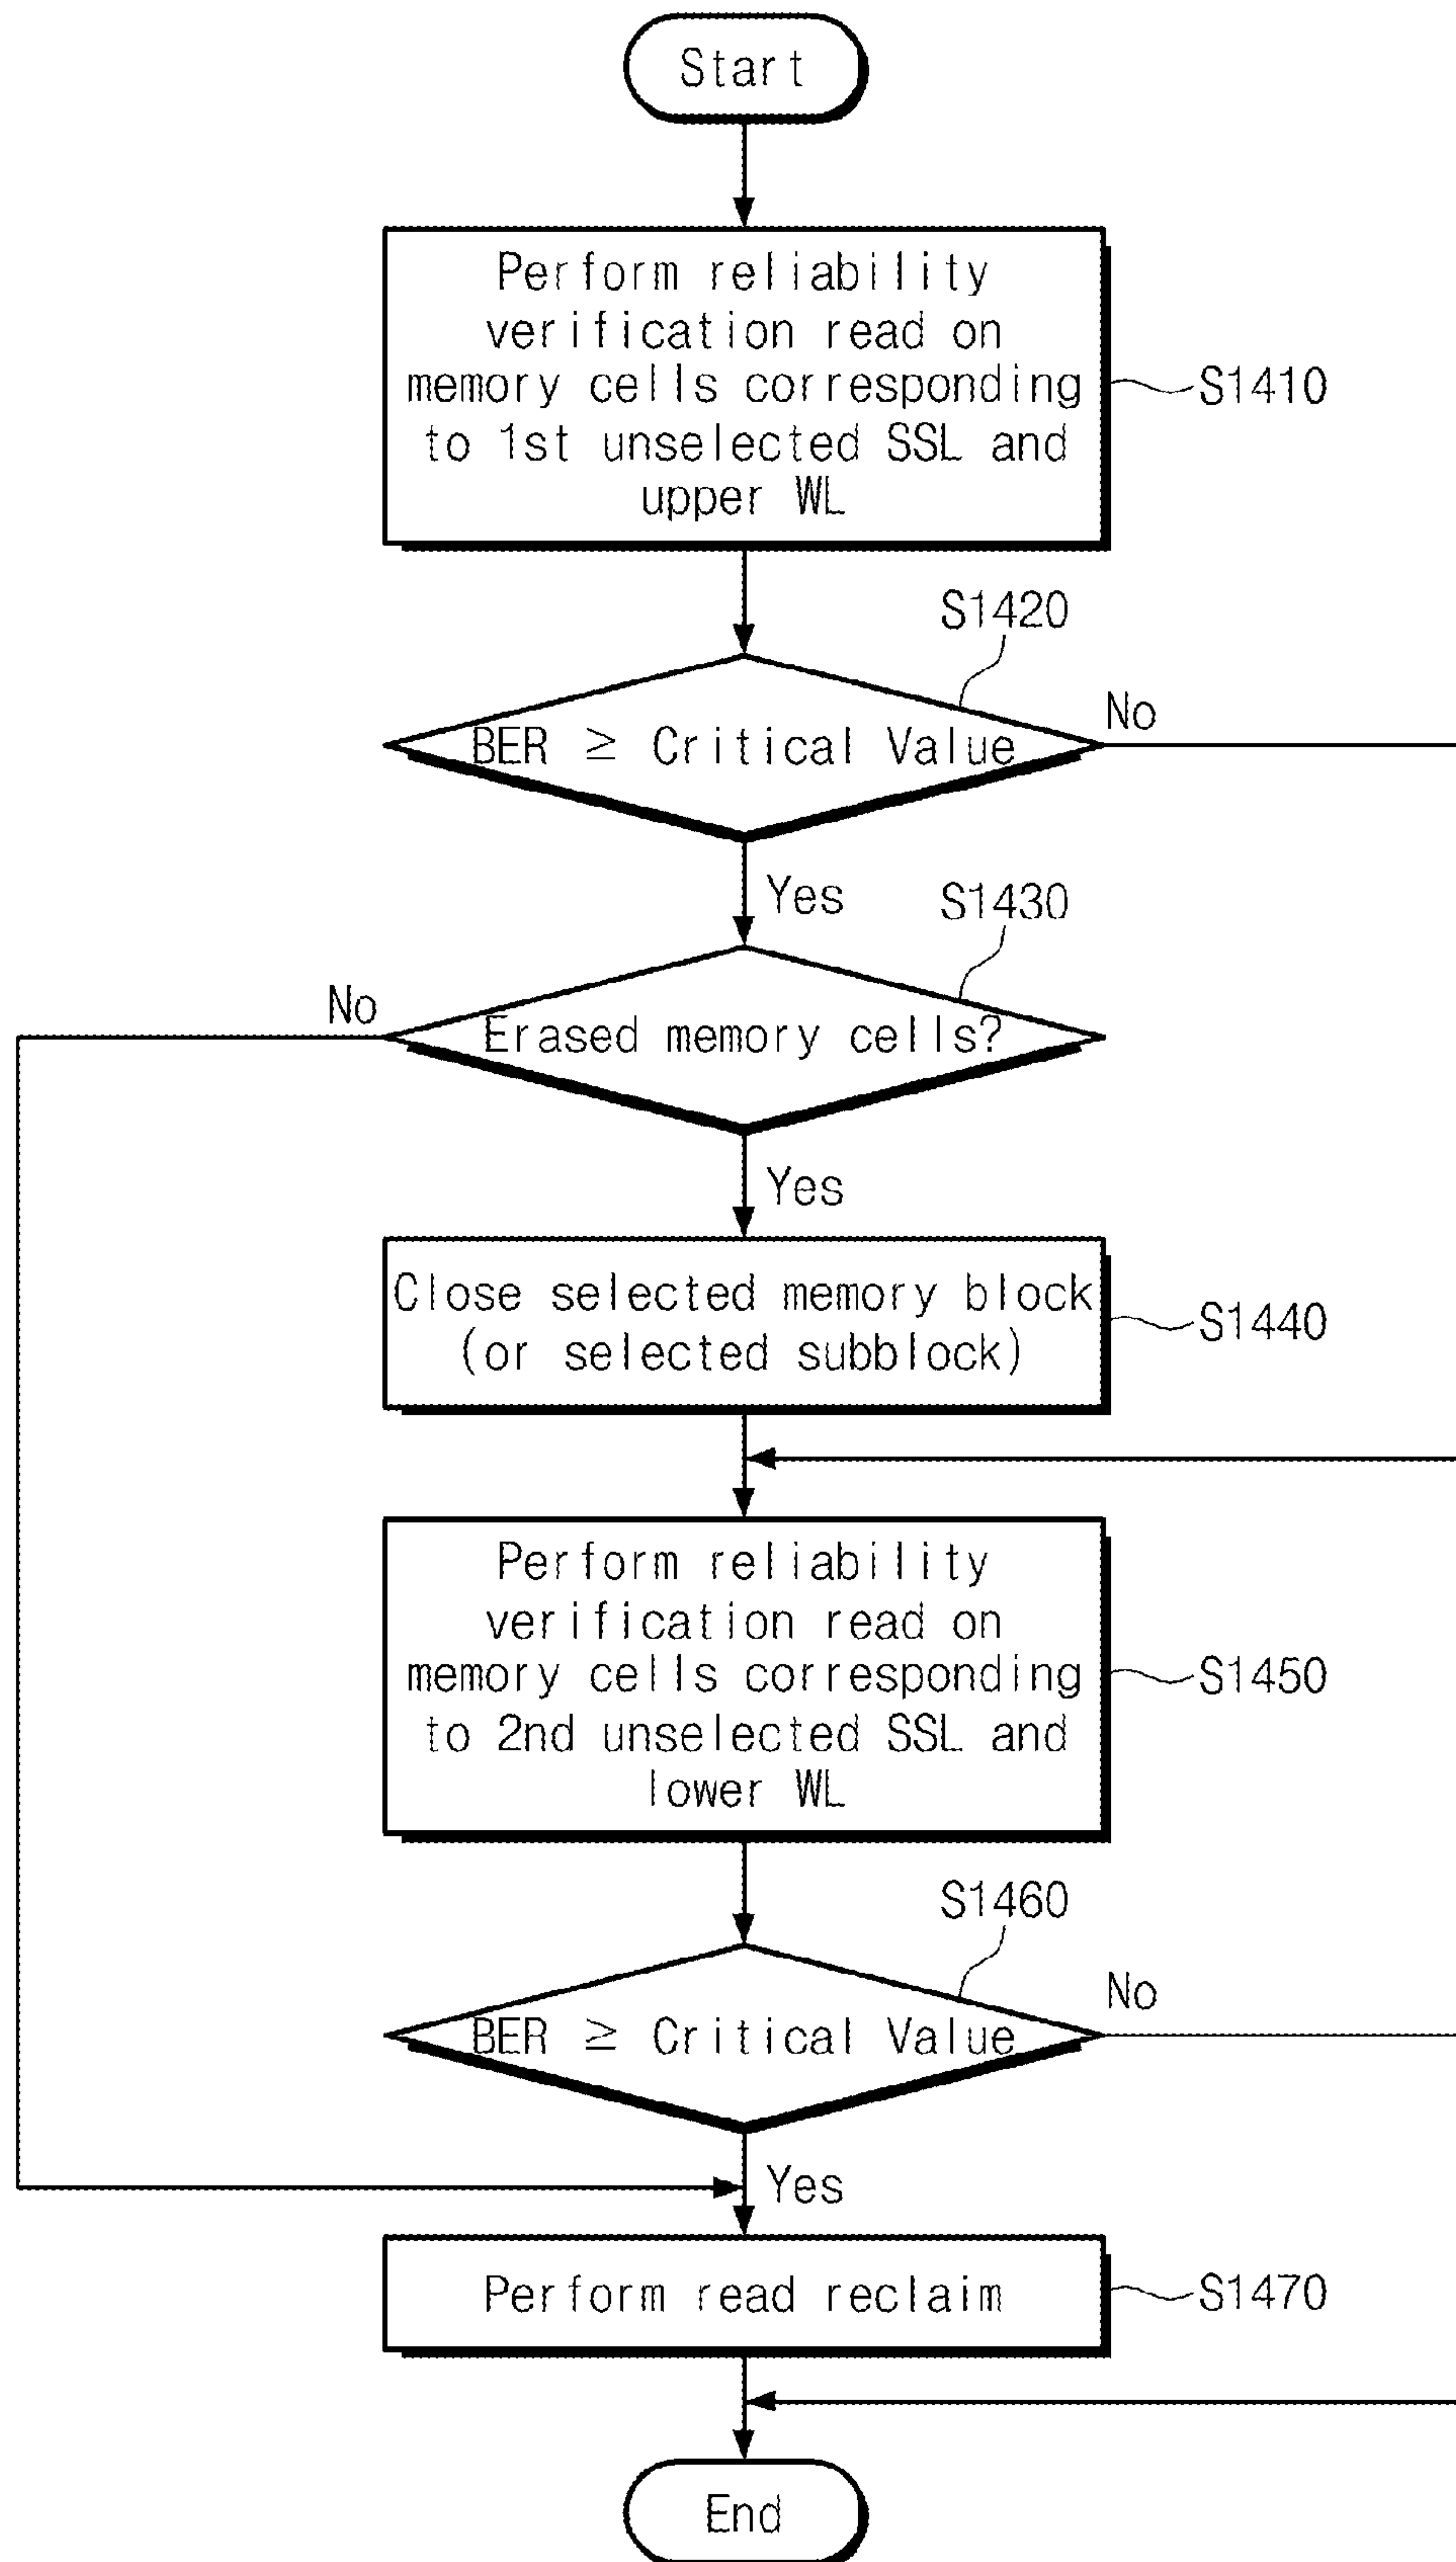 Start
Perform reliability
verification read on
memory cells corresponding
to 1st unselected SSL and
upper WL
S1410
S1420
BER ≥ Critical Value
No
Yes
S1430
No
Erased memory cells?
Yes
Close selected memory block
(or selected subblock)
S1440
Perform reliability
verification read on
memory cells corresponding
to 2nd unselected SSL and
lower WL
S1450
S1460
BER ≥ Critical Value
No
Yes
Perform read reclaim
S1470
End